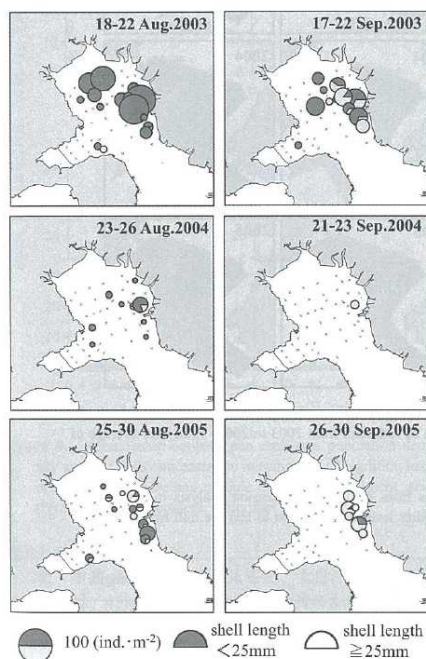 18-22 Aug.2003
17-22 Sep.2003
23-26 Aug.2004
21-23 Sep.2004
25-30 Aug.2005
26-30 Sep.2005
100 (ind.·m⁻²)
shell length
<25mm
shell length
≧25mm